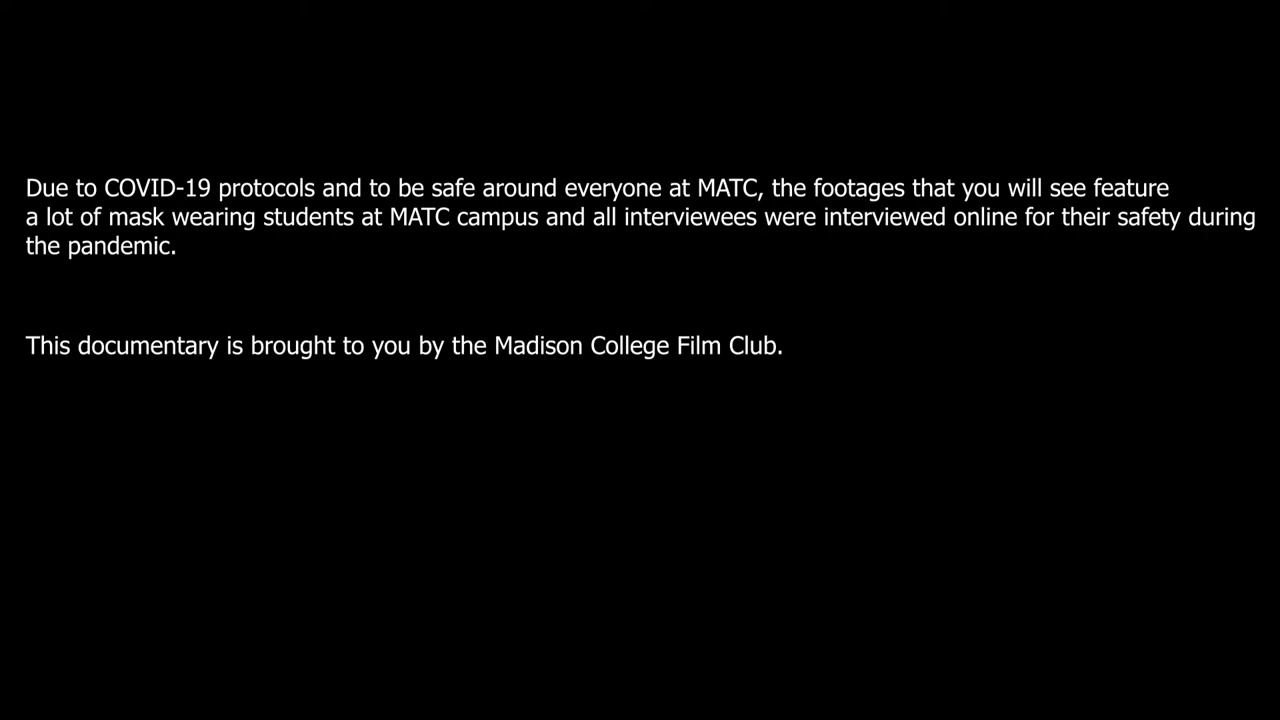 Due to COVID-19 protocols and to be safe around everyone at MATC, the footages that you will see feature
a lot of mask wearing students at MATC campus and all interviewees were interviewed online for their safety during
the pandemic.
This documentary is brought to you by the Madison College Film Club.